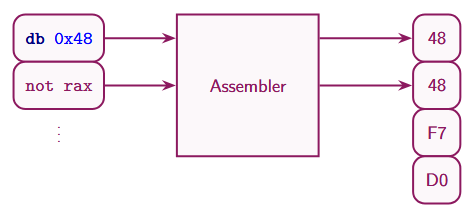 db 0x48
not rax
⋮
Assembler
48
48
F7
D0